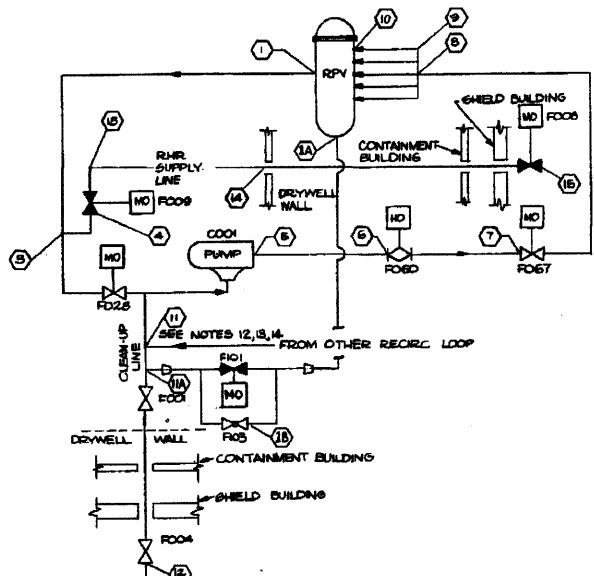 10
9
1
RPV
8
SHIELD BUILDING
MO F008
CONTAINMENT BUILDING
1A
15
RHR SUPPLY LINE
14
DRYWELL WALL
16
MO F009
4
C001
PUMP
5
6
MO
F060
7
MO
F067
3
MO
F023
11
SEE NOTES 12,13,14
FROM OTHER RECIRC LOOP
CLEAN-UP LINE
F101
11A
MO
F001
F103
1B
DRYWELL WALL
CONTAINMENT BUILDING
SHIELD BUILDING
F004
12